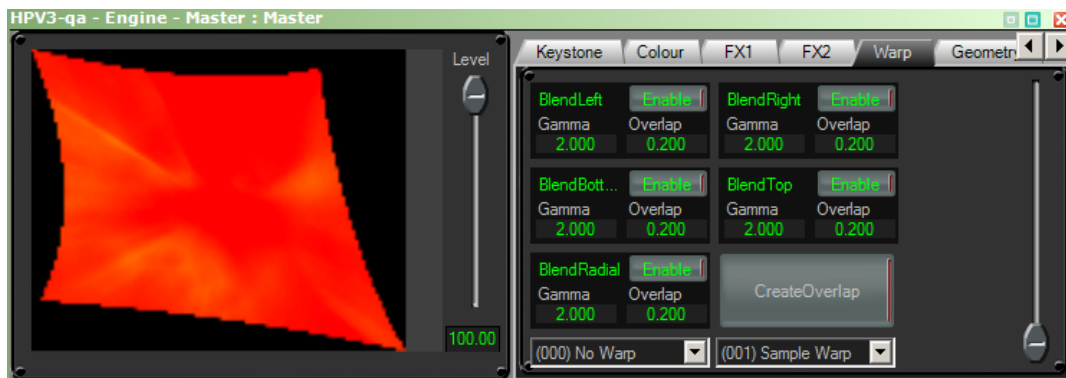 HPV3-qa - Engine - Master : Master
Level
100.00
Keystone Colour FX1 FX2 Warp Geometry
BlendLeft Enable BlendRight Enable
Gamma Overlap Gamma Overlap
2.000 0.200 2.000 0.200
BlendBott... Enable BlendTop Enable
Gamma Overlap Gamma Overlap
2.000 0.200 2.000 0.200
BlendRadial Enable
Gamma Overlap
2.000 0.200
CreateOverlap
(000) No Warp (001) Sample Warp